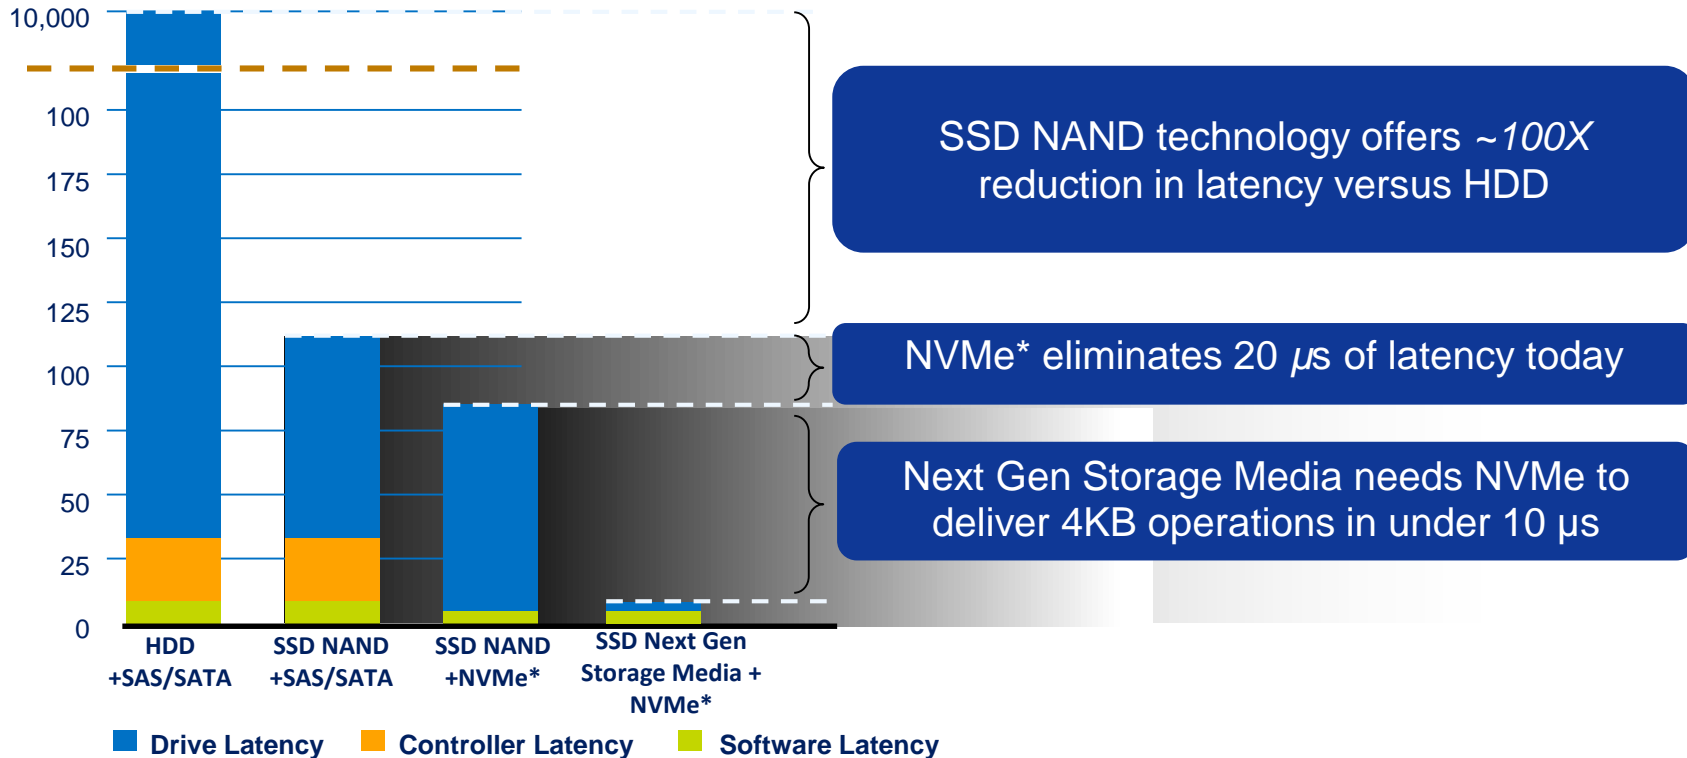 10,000
100
175
150
125
100
75
50
25
0
SSD NAND technology offers ~100X
reduction in latency versus HDD
NVMe* eliminates 20 µs of latency today
Next Gen Storage Media needs NVMe to
deliver 4KB operations in under 10 µs
HDD
+SAS/SATA
SSD NAND
+SAS/SATA
SSD NAND
+NVMe*
SSD Next Gen
Storage Media +
NVMe*
Drive Latency
Controller Latency
Software Latency